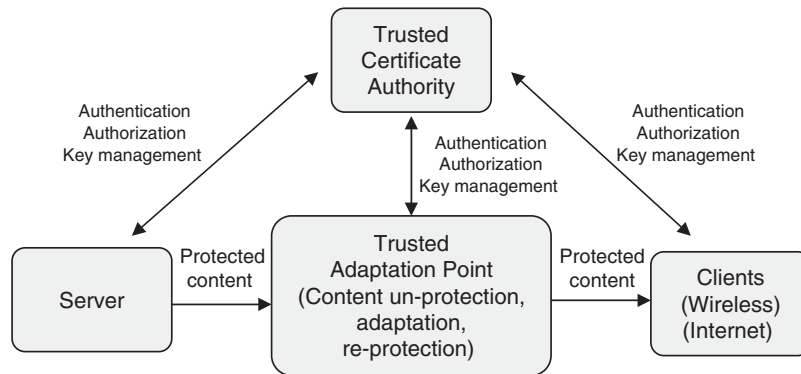 Trusted
Certificate
Authority
Authentication
Authorization
Key management
Authentication
Authorization
Key management
Authentication
Authorization
Key management
Server
Protected
content
Trusted
Adaptation Point
(Content un-protection,
adaptation,
re-protection)
Protected
content
Clients
(Wireless)
(Internet)